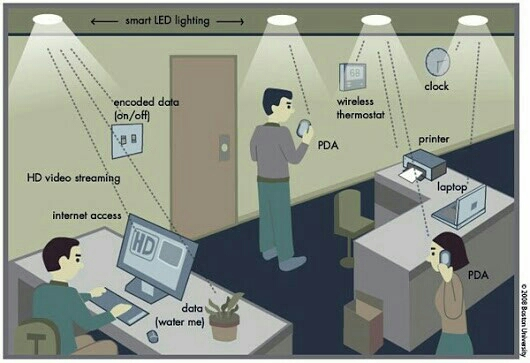 smart LED lighting
encoded data
(on/off)
68
wireless
thermostat
clock
PDA
printer
HD video streaming
laptop
internet access
HD
PDA
data
(water me)
© 2008 Boston University